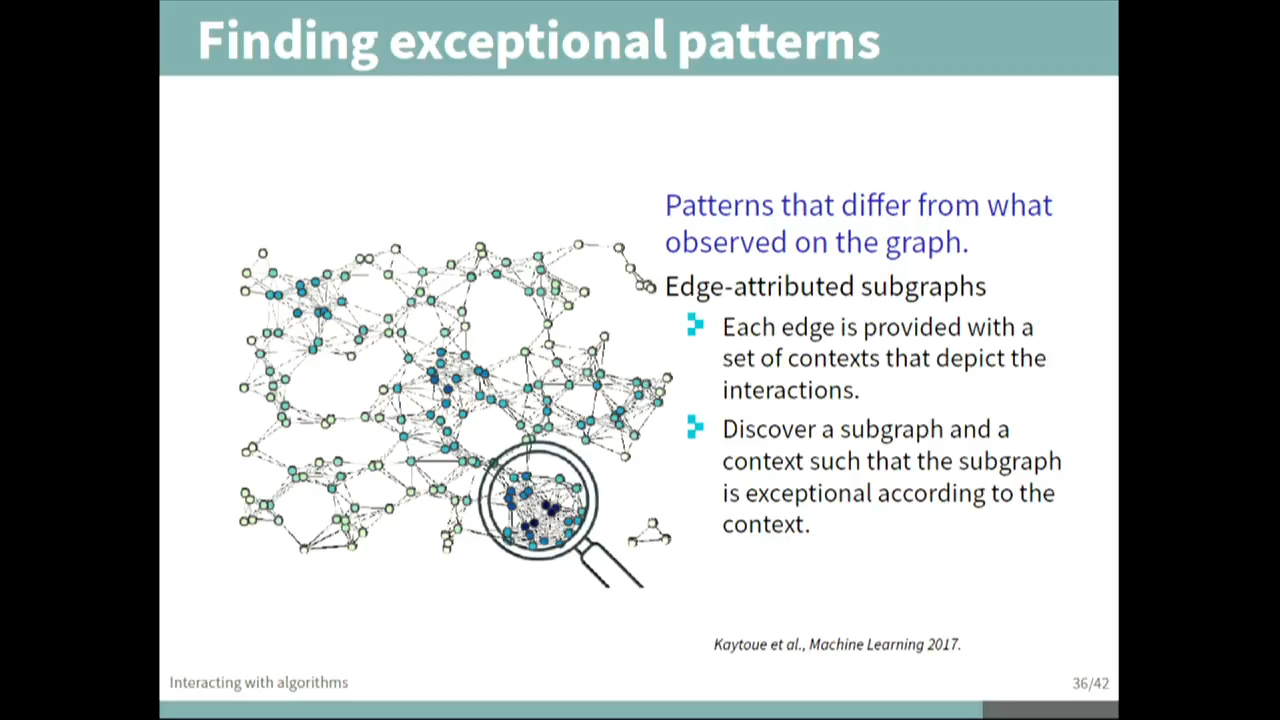 Finding exceptional patterns
Patterns that differ from what
observed on the graph.
Edge-attributed subgraphs
Each edge is provided with a
set of contexts that depict the
interactions.
Discover a subgraph and a
context such that the subgraph
is exceptional according to the
context.
Kaytoue et al., Machine Learning 2017.
Interacting with algorithms
36/42